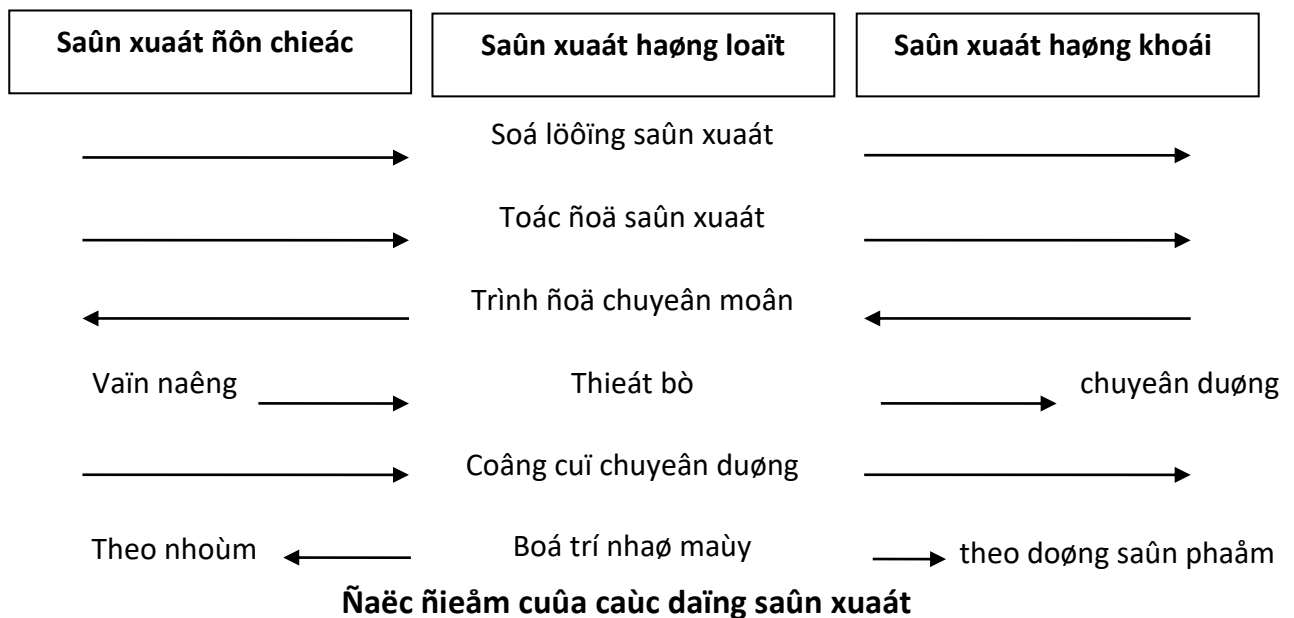 Saûn xuaát ñôn chieác
Saûn xuaát haøng loaït
Saûn xuaát haøng khoái
Soá löôïng saûn xuaát
Toác ñoä saûn xuaát
Trình ñoä chuyeân moân
Vaïn naêng
Thieát bò
chuyeân duøng
Coâng cuï chuyeân duøng
Theo nhoùm
Boá trí nhaø maùy
theo doøng saûn phaåm
Ñaëc ñieåm cuûa caùc daïng saûn xuaát